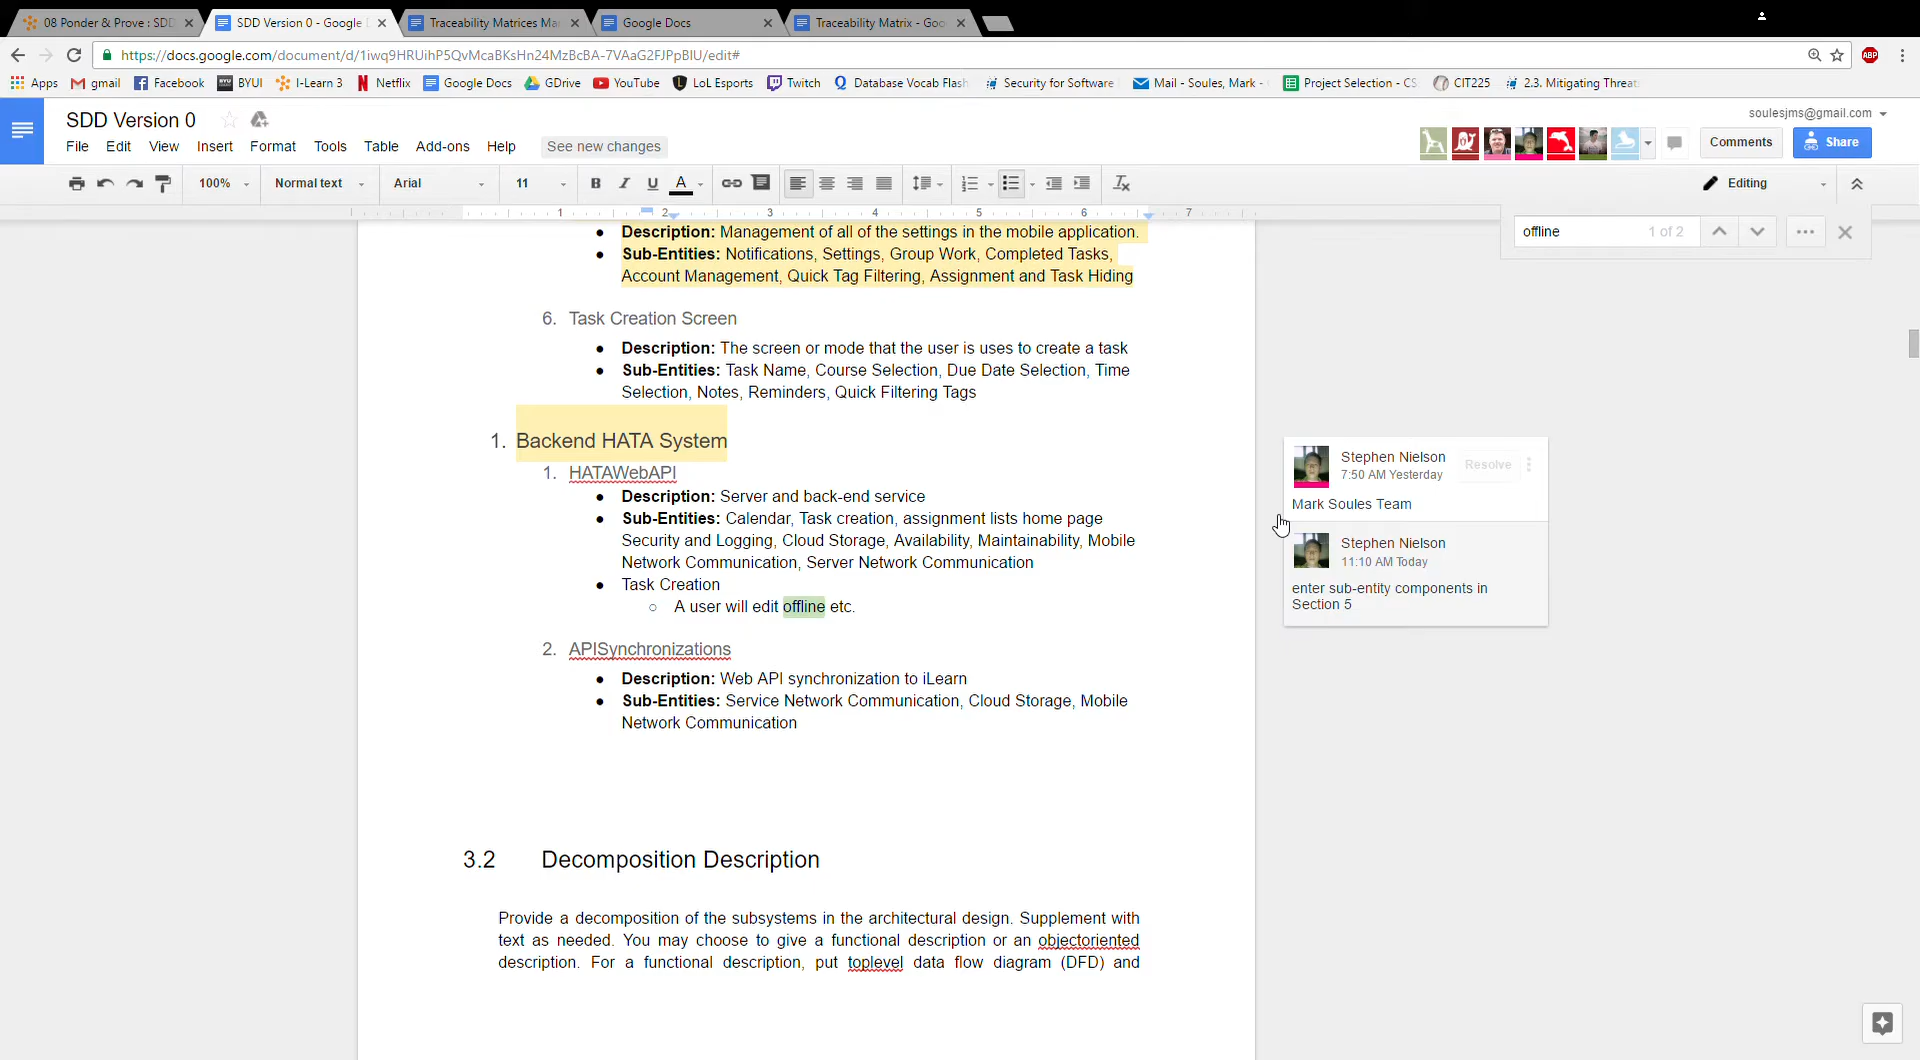 08 Ponder & Prove : SDD
SDD Version 0 - Google D
Traceability Matrices Ma
Google Docs
Traceability Matrix - Goo
https://docs.google.com/document/d/1iwq9HRUihP5QvMcaBKsHn24MzBcBA-7VAaG2FJPpBIU/edit#
ABP
Apps gmail Facebook BYUI I-Learn 3 Netflix Google Docs GDrive YouTube LoL Esports Twitch Database Vocab Flash Security for Software Mail - Soules, Mark - Project Selection - CS CIT225 2.3. Mitigating Threat
SDD Version 0
soulesjms@gmail.com
File Edit View Insert Format Tools Table Add-ons Help See new changes
Comments Share
100% Normal text Arial 11 B I U A Editing
1 2 3 4 5 6 7
offline 1 of 2
● Description: Management of all of the settings in the mobile application.
● Sub-Entities: Notifications, Settings, Group Work, Completed Tasks,
Account Management, Quick Tag Filtering, Assignment and Task Hiding
6. Task Creation Screen
● Description: The screen or mode that the user is uses to create a task
● Sub-Entities: Task Name, Course Selection, Due Date Selection, Time
Selection, Notes, Reminders, Quick Filtering Tags
1. Backend HATA System
1. HATAWebAPI
● Description: Server and back-end service
● Sub-Entities: Calendar, Task creation, assignment lists home page
Security and Logging, Cloud Storage, Availability, Maintainability, Mobile
Network Communication, Server Network Communication
● Task Creation
○ A user will edit offline etc.
2. APISynchronizations
● Description: Web API synchronization to iLearn
● Sub-Entities: Service Network Communication, Cloud Storage, Mobile
Network Communication
3.2 Decomposition Description
Provide a decomposition of the subsystems in the architectural design. Supplement with
text as needed. You may choose to give a functional description or an objectoriented
description. For a functional description, put toplevel data flow diagram (DFD) and
Stephen Nielson
7:50 AM Yesterday
Resolve
Mark Soules Team
Stephen Nielson
11:10 AM Today
enter sub-entity components in
Section 5